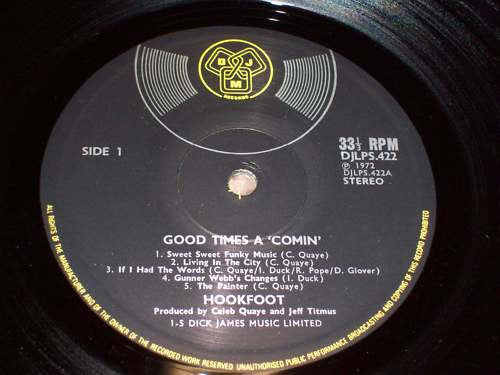 D J M
RECORDS
SIDE 1
33⅓ RPM
DJLPS.422
℗ 1972
DJLPS.422A
STEREO
GOOD TIMES A 'COMIN'
1. Sweet Sweet Funky Music (C. Quaye)
2. Living In The City (C. Quaye)
3. If I Had The Words (C. Quaye/I. Duck/R. Pope/D. Glover)
4. Gunner Webb's Changes (I. Duck)
5. The Painter (C. Quaye)
HOOKFOOT
Produced by Caleb Quaye and Jeff Titmus
1-5 DICK JAMES MUSIC LIMITED
ALL RIGHTS OF THE MANUFACTURER AND OF THE OWNER OF THE RECORDED WORK RESERVED UNAUTHORISED PUBLIC PERFORMANCE BROADCASTING AND COPYING OF THIS RECORD PROHIBITED